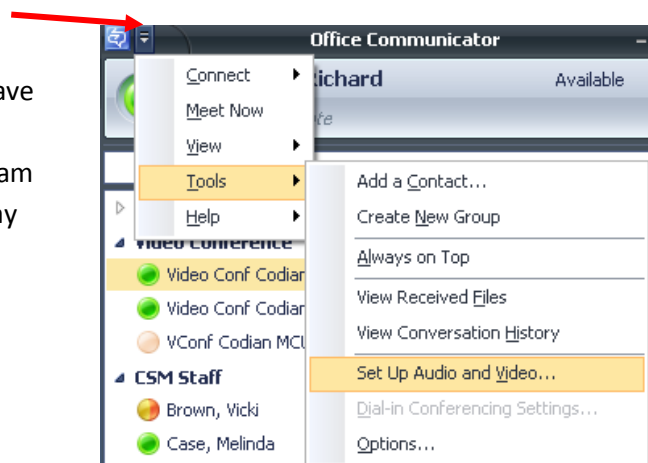 Office Communicator
ave
am
Richard Available
Connect
Meet Now
View
Tools
Help
Add a Contact...
Create New Group
Always on Top
View Received Files
View Conversation History
Set Up Audio and Video...
Dial-in Conferencing Settings...
Options...
Video Conference
Video Conf Codian
Video Conf Codian
VConf Codian MCU
CSM Staff
Brown, Vicki
Case, Melinda